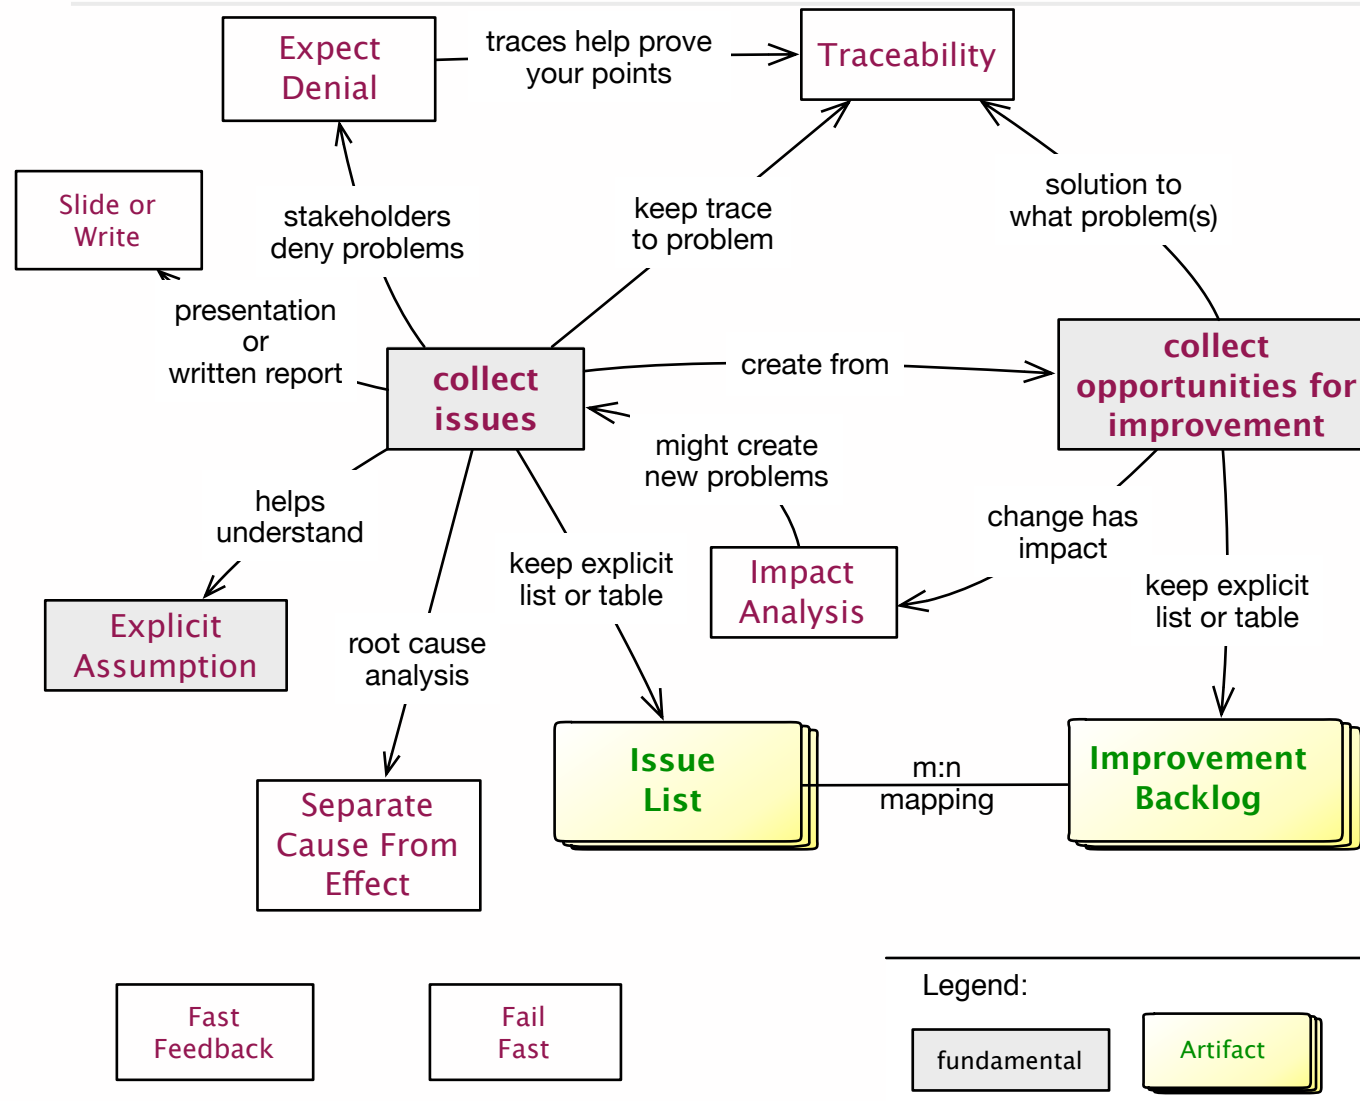 Expect
Denial
traces help prove
your points
Traceability
Slide or
Write
stakeholders
deny problems
keep trace
to problem
solution to
what problem(s)
presentation
or
written report
collect
issues
create from
collect
opportunities for
improvement
might create
new problems
helps
understand
keep explicit
list or table
change has
impact
Impact
Analysis
keep explicit
list or table
Explicit
Assumption
root cause
analysis
Issue
List
m:n
mapping
Improvement
Backlog
Separate
Cause From
Effect
Fast
Feedback
Fail
Fast
Legend:
fundamental
Artifact